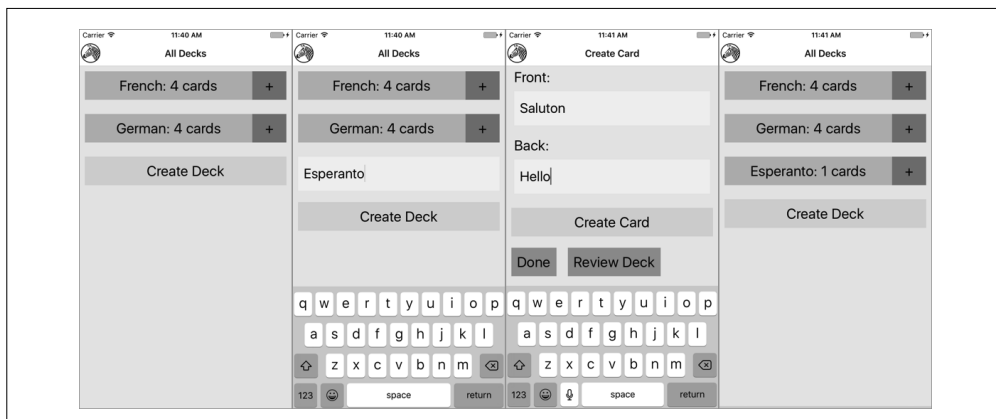 Carrier 11:40 AM
All Decks
French: 4 cards +
German: 4 cards +
Create Deck
Carrier 11:40 AM
All Decks
French: 4 cards +
German: 4 cards +
Esperanto
Create Deck
q w e r t y u i o p
a s d f g h j k l
z x c v b n m
123 space return
Carrier 11:41 AM
Create Card
Front:
Saluton
Back:
Hello
Create Card
Done Review Deck
q w e r t y u i o p
a s d f g h j k l
z x c v b n m
123 space return
Carrier 11:41 AM
All Decks
French: 4 cards +
German: 4 cards +
Esperanto: 1 cards +
Create Deck